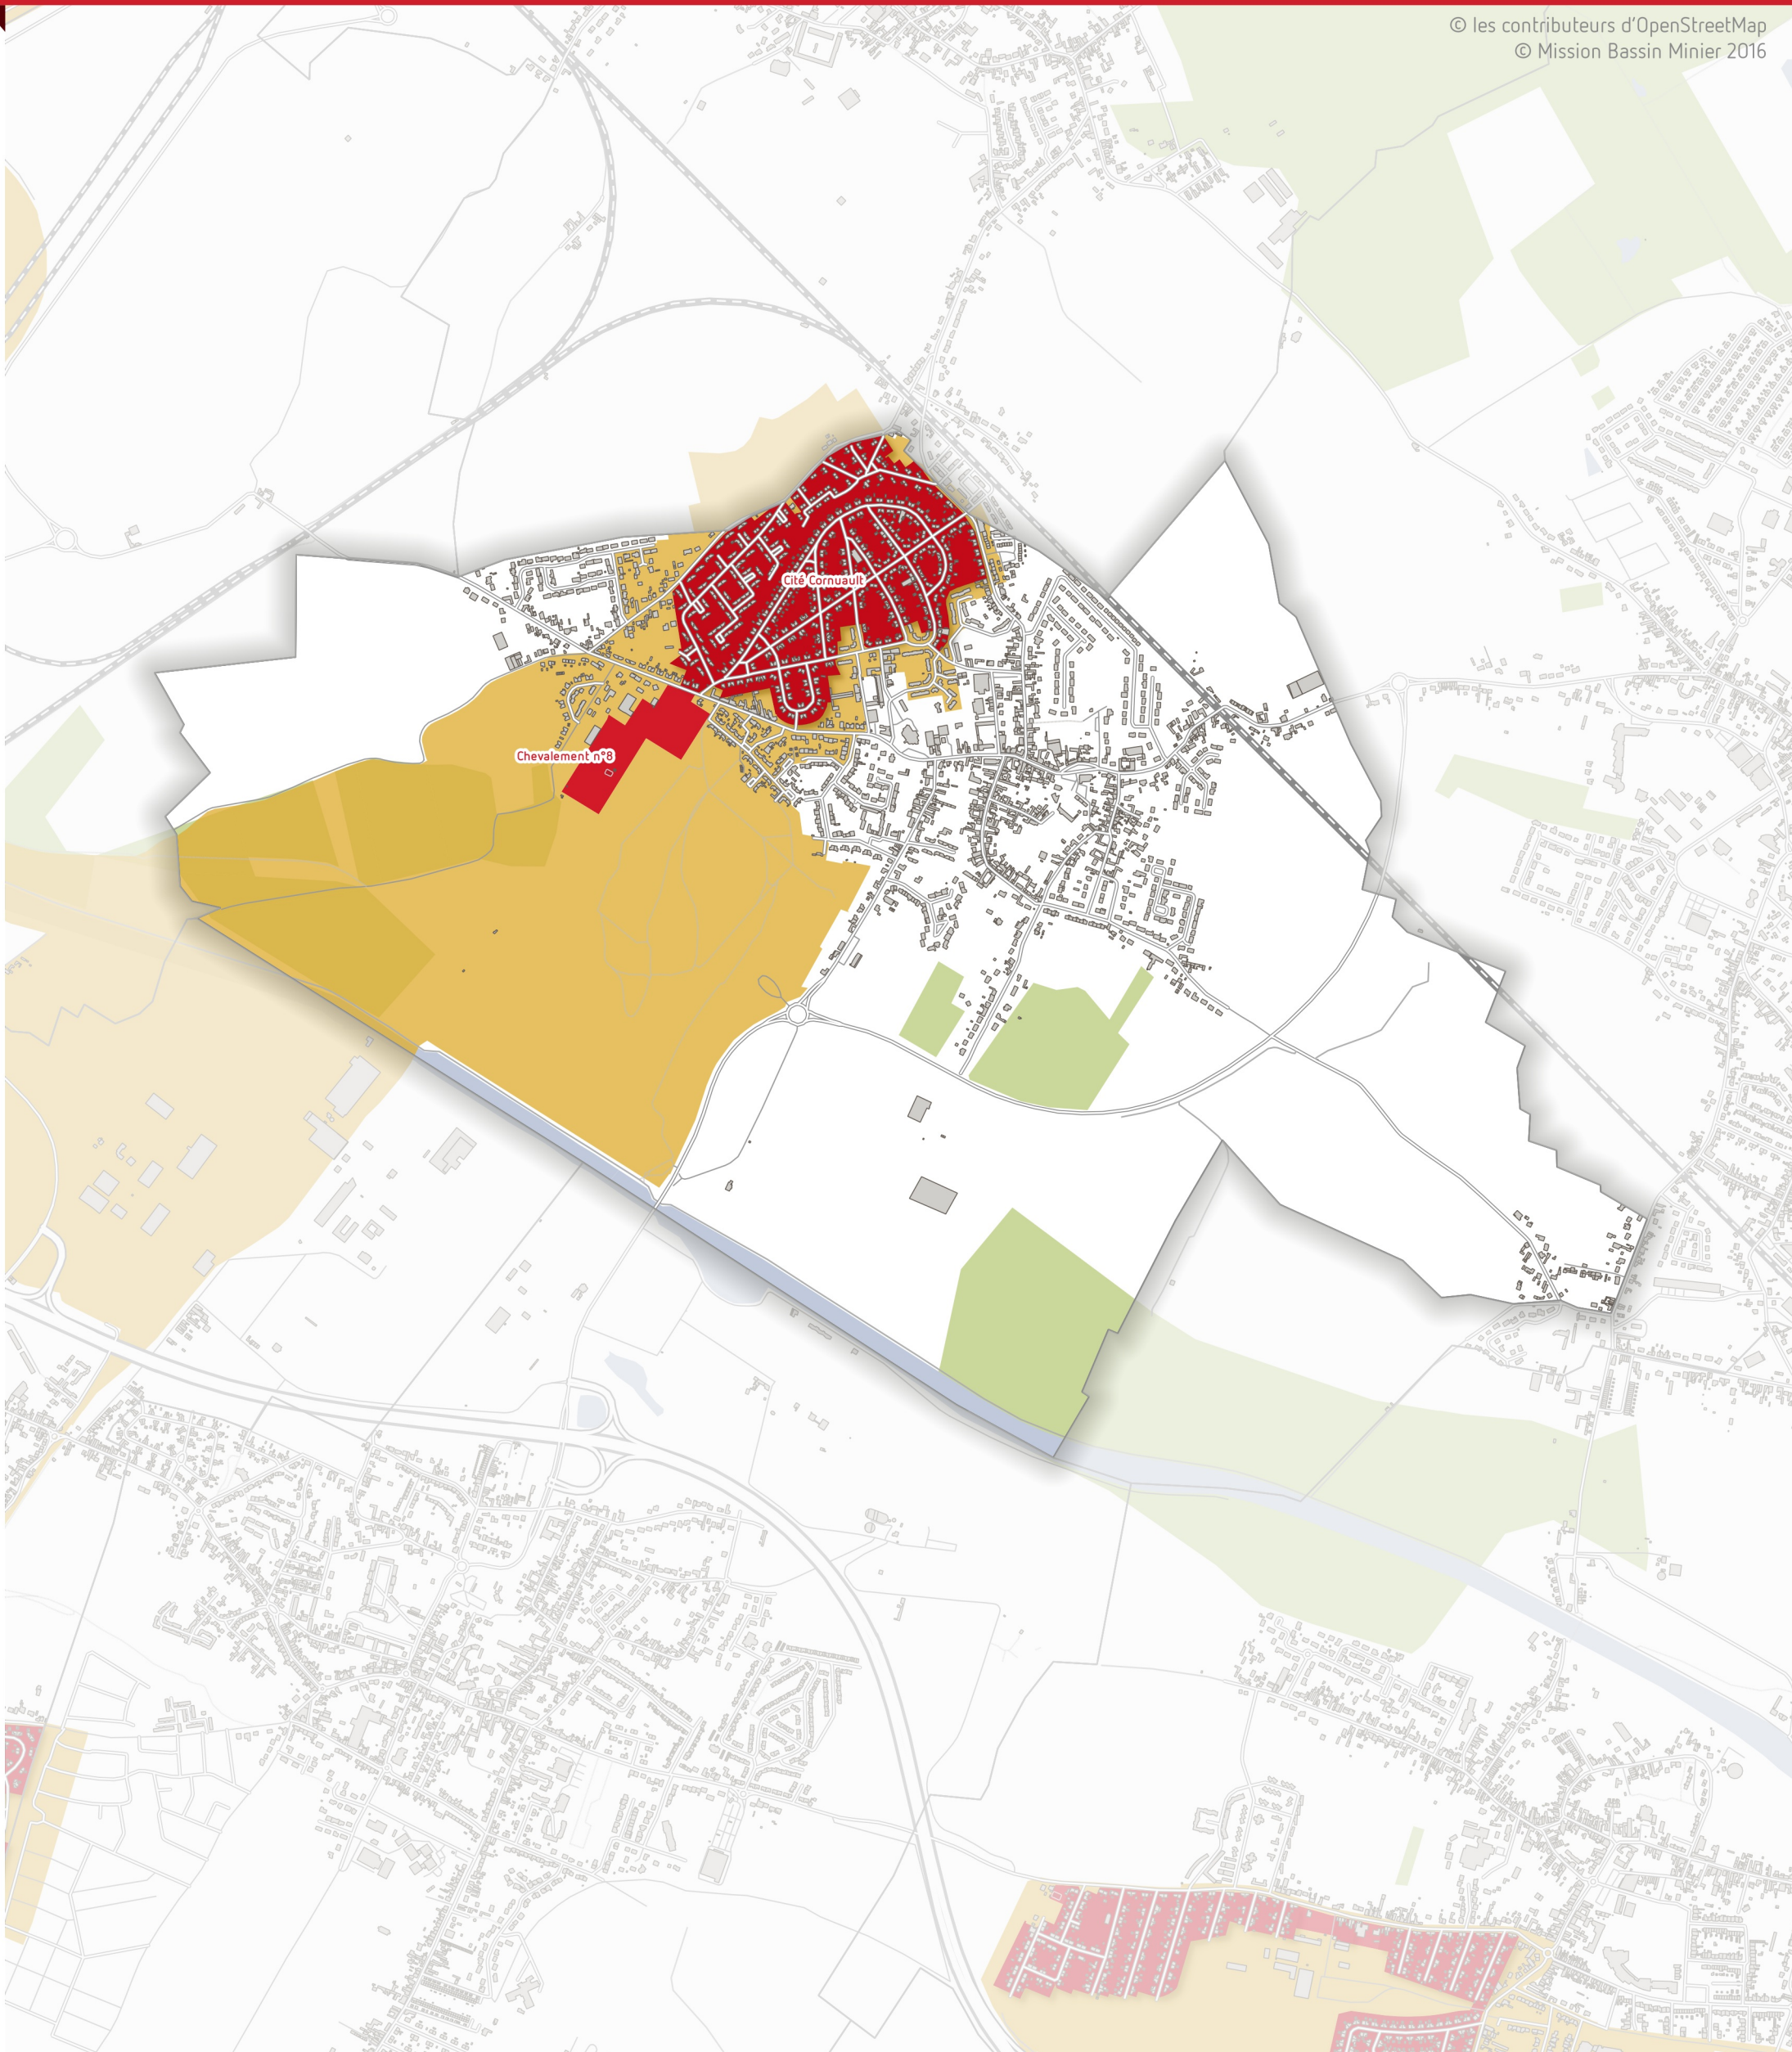 © les contributeurs d'OpenStreetMap
© Mission Bassin Minier 2016
Cité Cornuault
Chevalement n°8